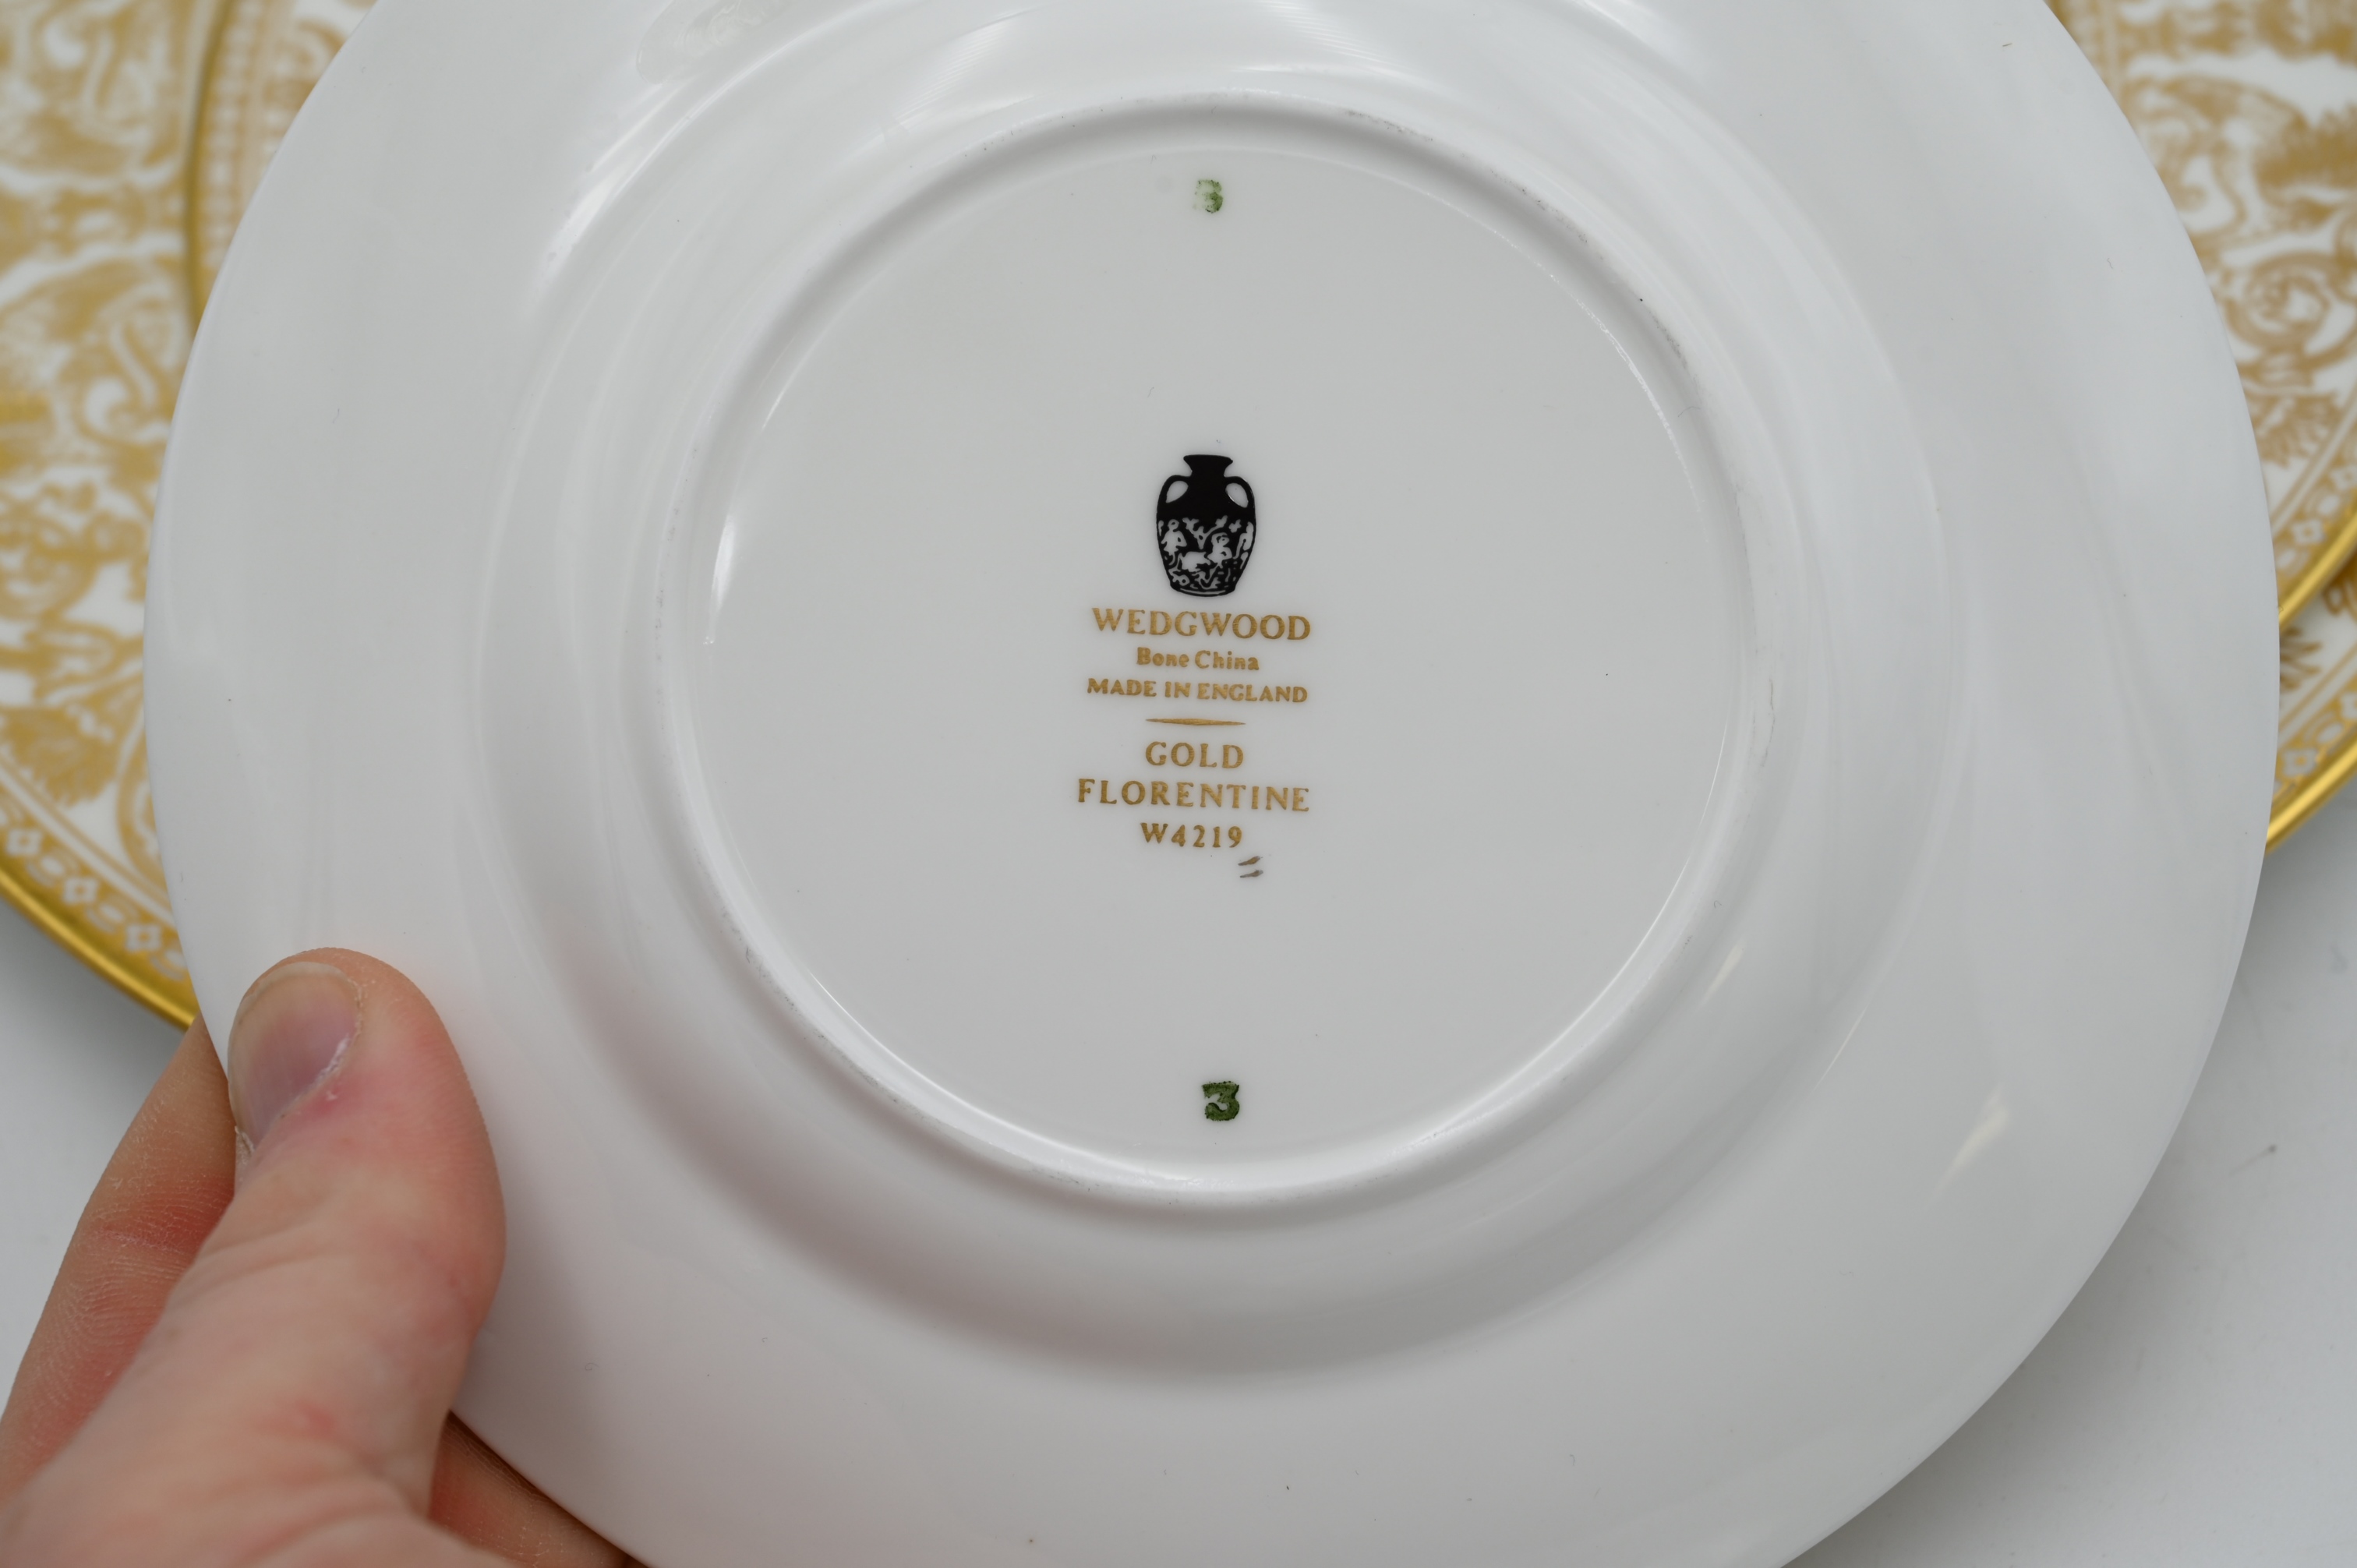 3
WEDGWOOD
Bone China
MADE IN ENGLAND
GOLD
FLORENTINE
W4219
3